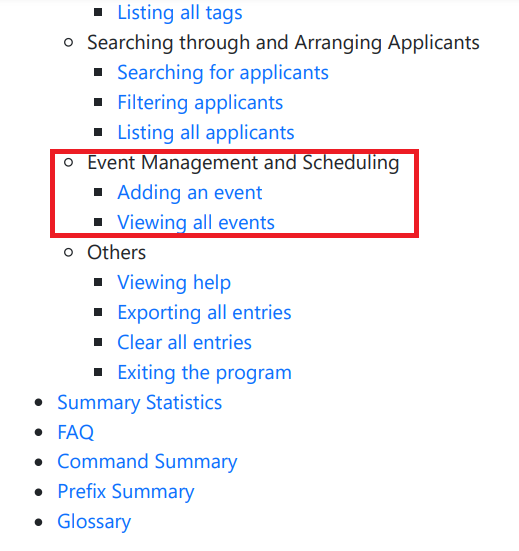 Listing all tags
Searching through and Arranging Applicants
Searching for applicants
Filtering applicants
Listing all applicants
Event Management and Scheduling
Adding an event
Viewing all events
Others
Viewing help
Exporting all entries
Clear all entries
Exiting the program
Summary Statistics
FAQ
Command Summary
Prefix Summary
Glossary